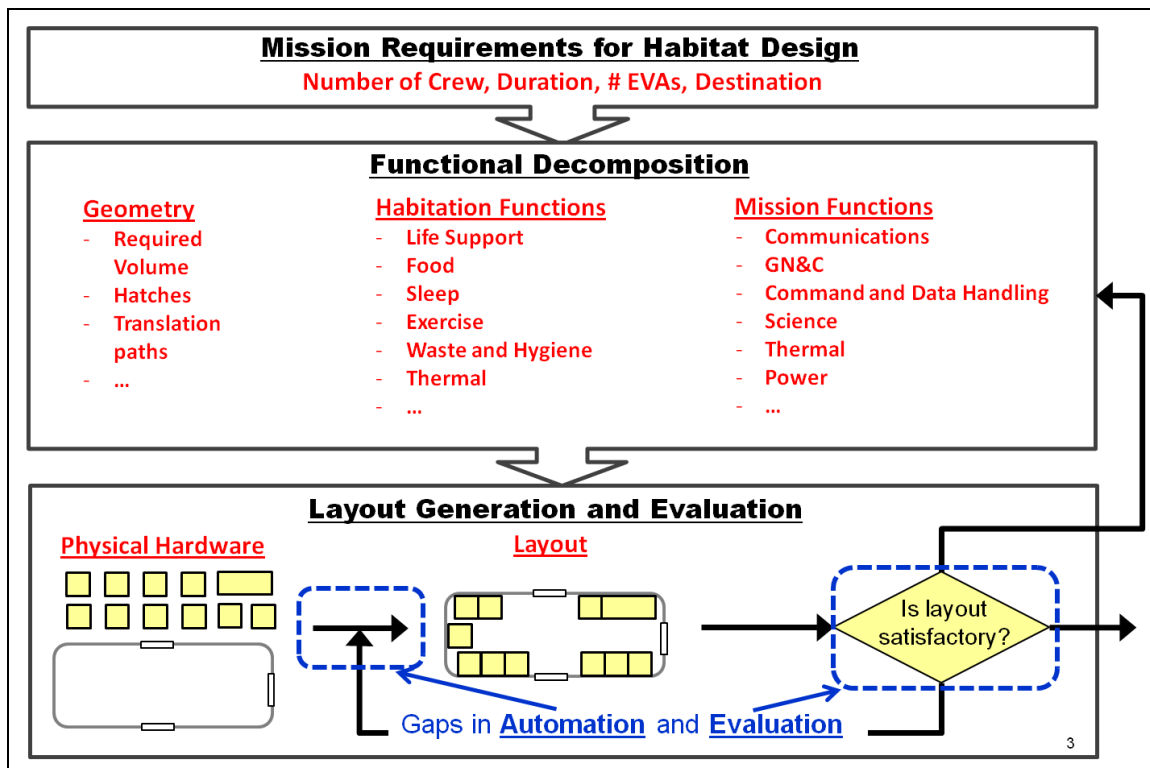 Mission Requirements for Habitat Design
Number of Crew, Duration, # EVAs, Destination
Functional Decomposition
Geometry
- Required
Volume
- Hatches
- Translation
paths
- ...
Habitation Functions
- Life Support
- Food
- Sleep
- Exercise
- Waste and Hygiene
- Thermal
- ...
Mission Functions
- Communications
- GN&C
- Command and Data Handling
- Science
- Thermal
- Power
- ...
Layout Generation and Evaluation
Physical Hardware
Layout
Is layout
satisfactory?
Gaps in Automation and Evaluation
3